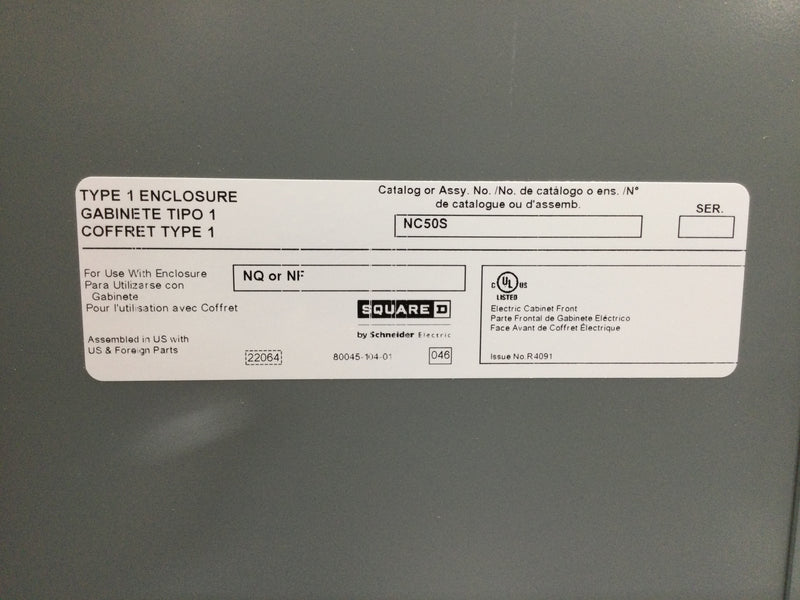 TYPE 1 ENCLOSURE
GABINETE TIPO 1
COFFRET TYPE 1
Catalog or Assy. No. /No. de catálogo o ens. /N°
de catalogue ou d'assemb.
NC50S
SER.
For Use With Enclosure
Para Utilizarse con
Gabinete
Pour l'utilisation avec Coffret
NQ or NF
SQUARE D
by Schneider Electric
Assembled in US with
US & Foreign Parts
22064
80045-104-01
046
C UL US
LISTED
Electric Cabinet Front
Parte Frontal de Gabinete Eléctrico
Face Avant de Coffret Électrique
Issue No. R4091